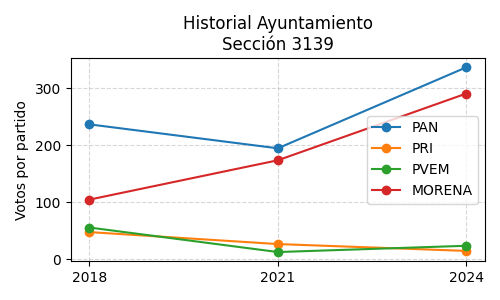 Historial Ayuntamiento
Sección 3139
Votos por partido
300
200
100
0
2018
2021
2024
PAN
PRI
PVEM
MORENA